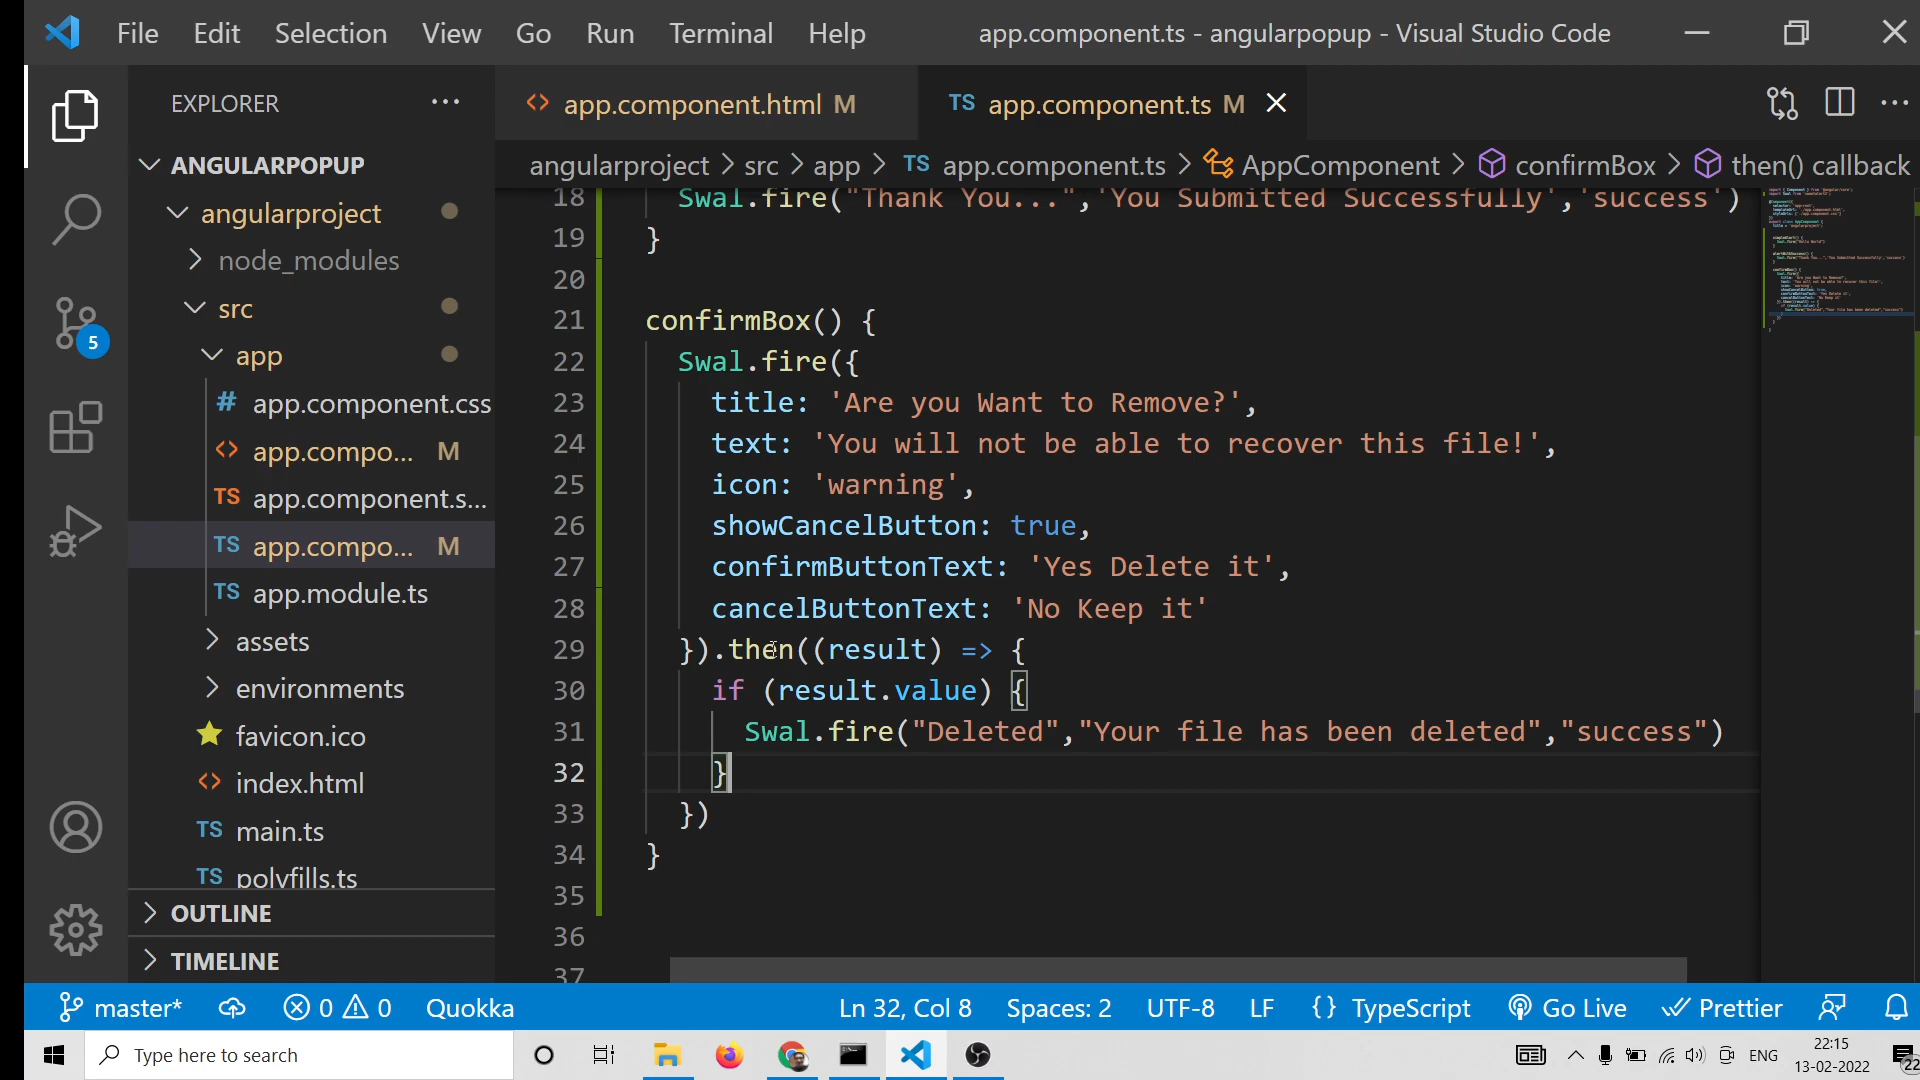 File Edit Selection View Go Run Terminal Help app.component.ts - angularpopup - Visual Studio Code
EXPLORER ···
app.component.html M
TS app.component.ts M
angularproject > src > app > TS app.component.ts > AppComponent > confirmBox > then() callback
ANGULARPOPUP
angularproject
node_modules
src
app
# app.component.css
<> app.compo... M
TS app.component.s...
TS app.compo... M
TS app.module.ts
assets
environments
favicon.ico
<> index.html
TS main.ts
TS polyfills.ts
OUTLINE
TIMELINE
5
18 Swal.fire("Thank You...",'You Submitted Successfully','success')
19 }
20
21 confirmBox() {
22 Swal.fire({
23 title: 'Are you Want to Remove?',
24 text: 'You will not be able to recover this file!',
25 icon: 'warning',
26 showCancelButton: true,
27 confirmButtonText: 'Yes Delete it',
28 cancelButtonText: 'No Keep it'
29 }).then((result) => {
30 if (result.value) {
31 Swal.fire("Deleted","Your file has been deleted","success")
32 }
33 })
34 }
35
36
37
master* 0 0 Quokka Ln 32, Col 8 Spaces: 2 UTF-8 LF {} TypeScript Go Live Prettier
Type here to search
ENG
22:15
13-02-2022
22